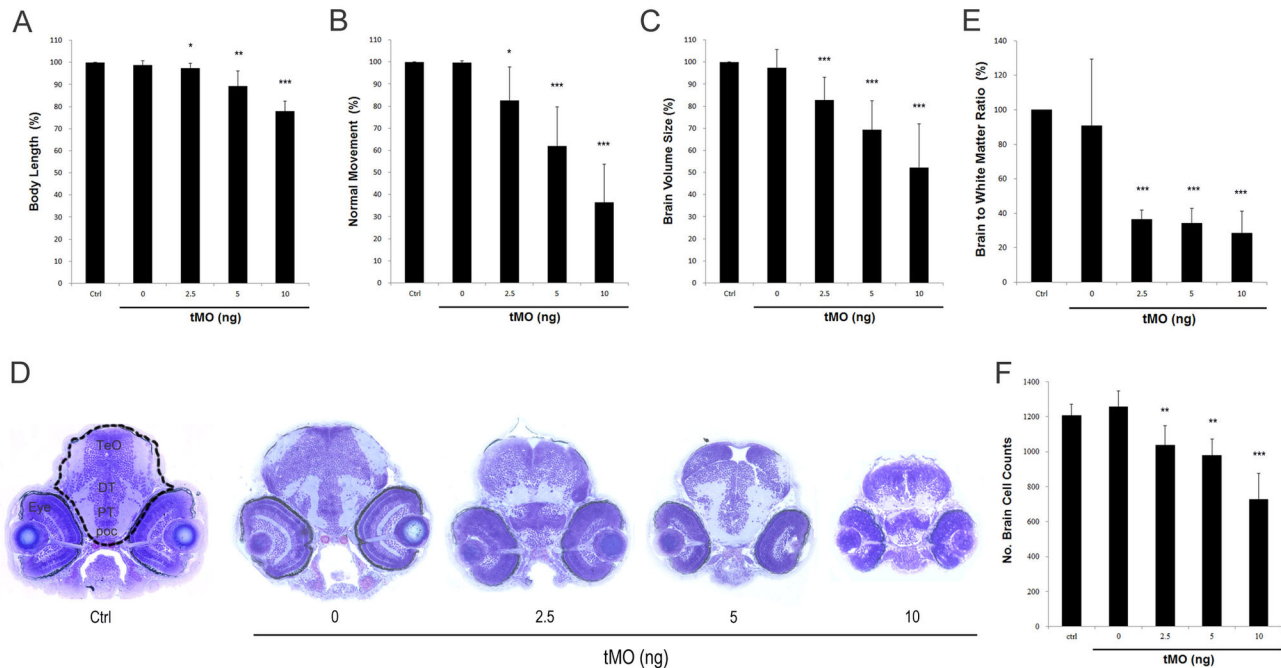 A
Body Length (%)
110
100
90
80
70
60
50
40
30
20
10
0
* ** ***
Ctrl 0 2.5 5 10
tMO (ng)
B
Normal Movement (%)
110
100
90
80
70
60
50
40
30
20
10
0
* *** ***
Ctrl 0 2.5 5 10
tMO (ng)
C
Brain Volume Size (%)
110
100
90
80
70
60
50
40
30
20
10
0
*** *** ***
Ctrl 0 2.5 5 10
tMO (ng)
E
Brain to White Matter Ratio (%)
140
120
100
80
60
40
20
0
*** *** ***
Ctrl 0 2.5 5 10
tMO (ng)
D
TeO
DT
Eye
PT
poc
Ctrl 0 2.5 5 10
tMO (ng)
F
No. Brain Cell Counts
1400
1200
1000
800
600
400
200
0
** ** ***
ctrl 0 2.5 5 10
tMO (ng)